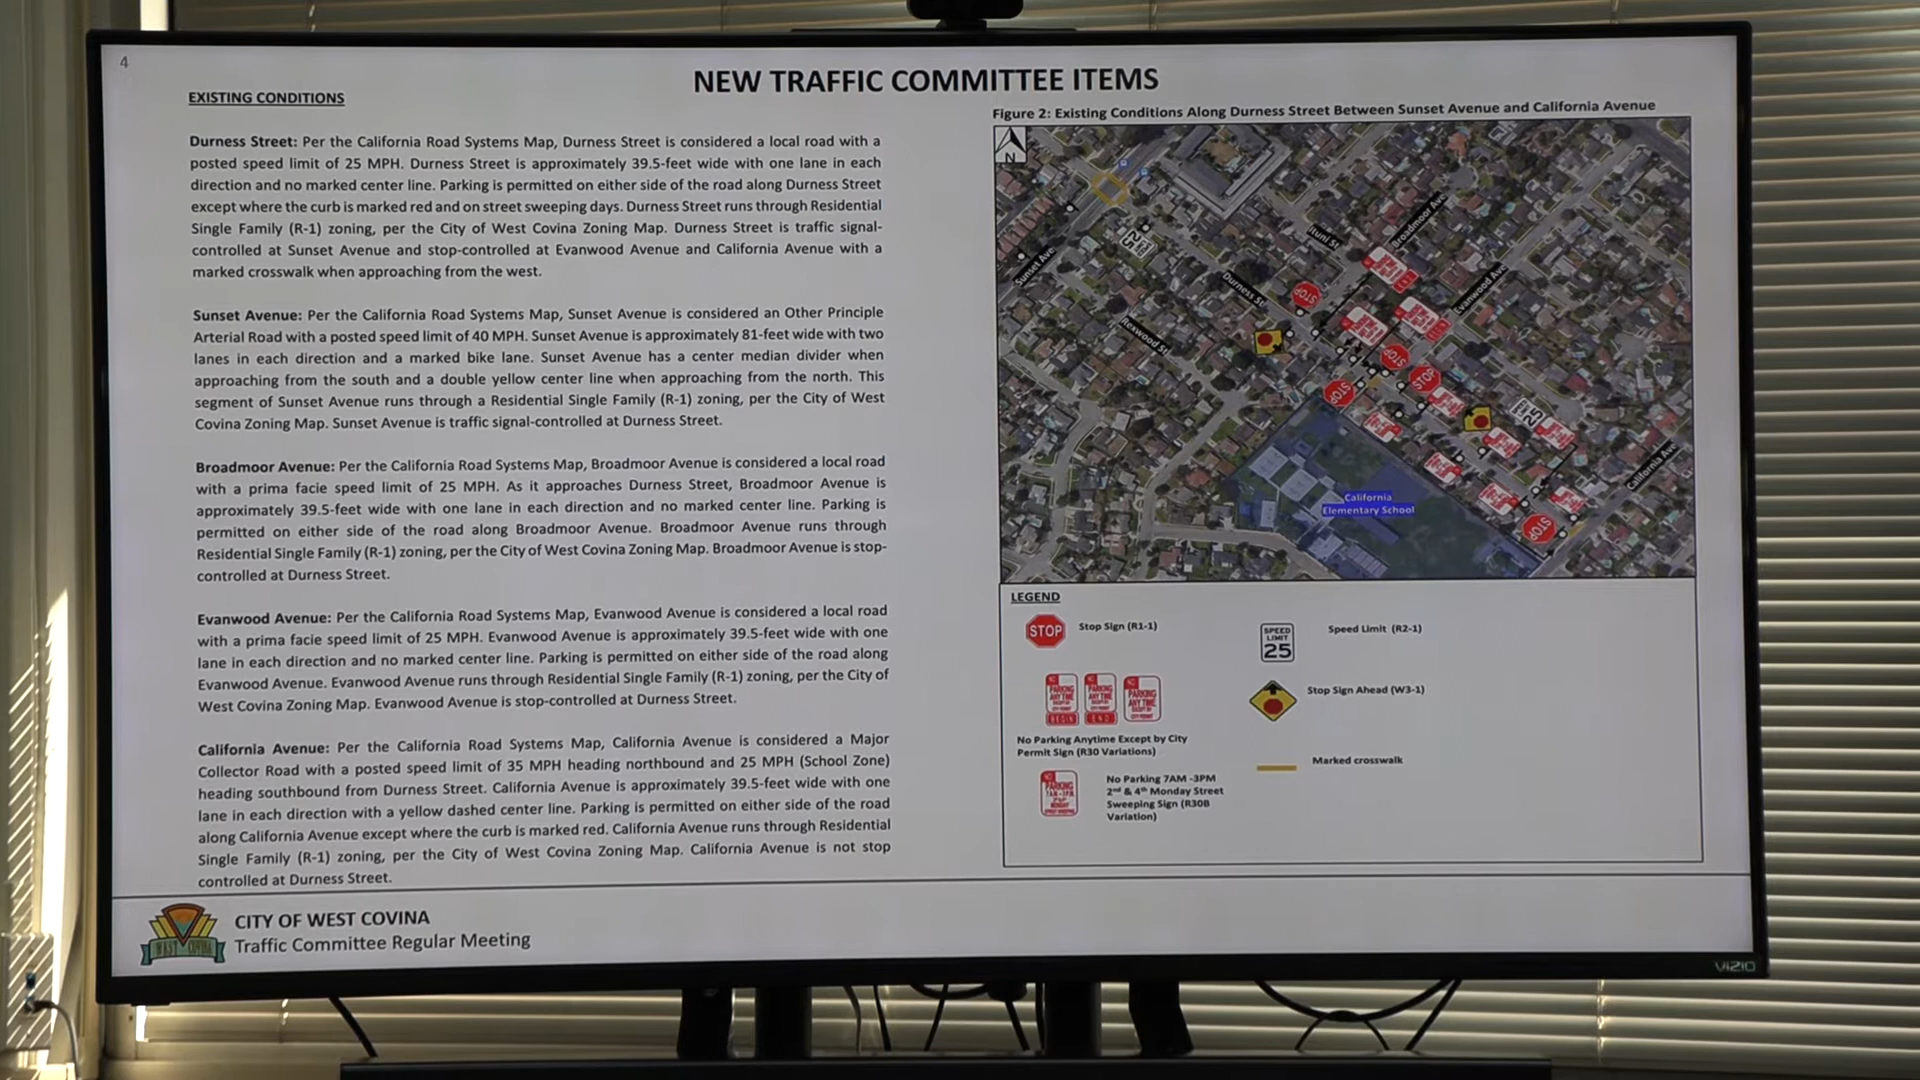 4
NEW TRAFFIC COMMITTEE ITEMS
EXISTING CONDITIONS
Durness Street: Per the California Road Systems Map, Durness Street is considered a local road with a
posted speed limit of 25 MPH. Durness Street is approximately 39.5-feet wide with one lane in each
direction and no marked center line. Parking is permitted on either side of the road along Durness Street
except where the curb is marked red and on street sweeping days. Durness Street runs through Residential
Single Family (R-1) zoning, per the City of West Covina Zoning Map. Durness Street is traffic signal-
controlled at Sunset Avenue and stop-controlled at Evanwood Avenue and California Avenue with a
marked crosswalk when approaching from the west.
Sunset Avenue: Per the California Road Systems Map, Sunset Avenue is considered an Other Principle
Arterial Road with a posted speed limit of 40 MPH. Sunset Avenue is approximately 81-feet wide with two
lanes in each direction and a marked bike lane. Sunset Avenue has a center median divider when
approaching from the south and a double yellow center line when approaching from the north. This
segment of Sunset Avenue runs through a Residential Single Family (R-1) zoning, per the City of West
Covina Zoning Map. Sunset Avenue is traffic signal-controlled at Durness Street.
Broadmoor Avenue: Per the California Road Systems Map, Broadmoor Avenue is considered a local road
with a prima facie speed limit of 25 MPH. As it approaches Durness Street, Broadmoor Avenue is
approximately 39.5-feet wide with one lane in each direction and no marked center line. Parking is
permitted on either side of the road along Broadmoor Avenue. Broadmoor Avenue runs through
Residential Single Family (R-1) zoning, per the City of West Covina Zoning Map. Broadmoor Avenue is stop-
controlled at Durness Street.
Evanwood Avenue: Per the California Road Systems Map, Evanwood Avenue is considered a local road
with a prima facie speed limit of 25 MPH. Evanwood Avenue is approximately 39.5-feet wide with one
lane in each direction and no marked center line. Parking is permitted on either side of the road along
Evanwood Avenue. Evanwood Avenue runs through Residential Single Family (R-1) zoning, per the City of
West Covina Zoning Map. Evanwood Avenue is stop-controlled at Durness Street.
California Avenue: Per the California Road Systems Map, California Avenue is considered a Major
Collector Road with a posted speed limit of 35 MPH heading northbound and 25 MPH (School Zone)
heading southbound from Durness Street. California Avenue is approximately 39.5-feet wide with one
lane in each direction with a yellow dashed center line. Parking is permitted on either side of the road
along California Avenue except where the curb is marked red. California Avenue runs through Residential
Single Family (R-1) zoning, per the City of West Covina Zoning Map. California Avenue is not stop
controlled at Durness Street.
Figure 2: Existing Conditions Along Durness Street Between Sunset Avenue and California Avenue
N
Sunset Ave
25
Durness St
Rexwood St
Ituni St
Broadmoor Ave
Evanwood Ave
California Ave
STOP
STOP
STOP
STOP
STOP
25
California
Elementary School
LEGEND
STOP
Stop Sign (R1-1)
SPEED
LIMIT
25
Speed Limit (R2-1)
NO PARKING ANY TIME BEGIN
NO PARKING ANY TIME END
NO PARKING ANY TIME
No Parking Anytime Except by City
Permit Sign (R30 Variations)
Stop Sign Ahead (W3-1)
NO PARKING
No Parking 7AM -3PM
2nd & 4th Monday Street
Sweeping Sign (R30B
Variation)
Marked crosswalk
WEST COVINA
CITY OF WEST COVINA
Traffic Committee Regular Meeting
VIZIO